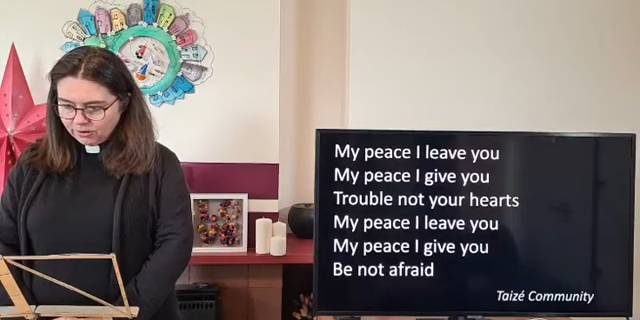 My peace I leave you
My peace I give you
Trouble not your hearts
My peace I leave you
My peace I give you
Be not afraid
Taizé Community